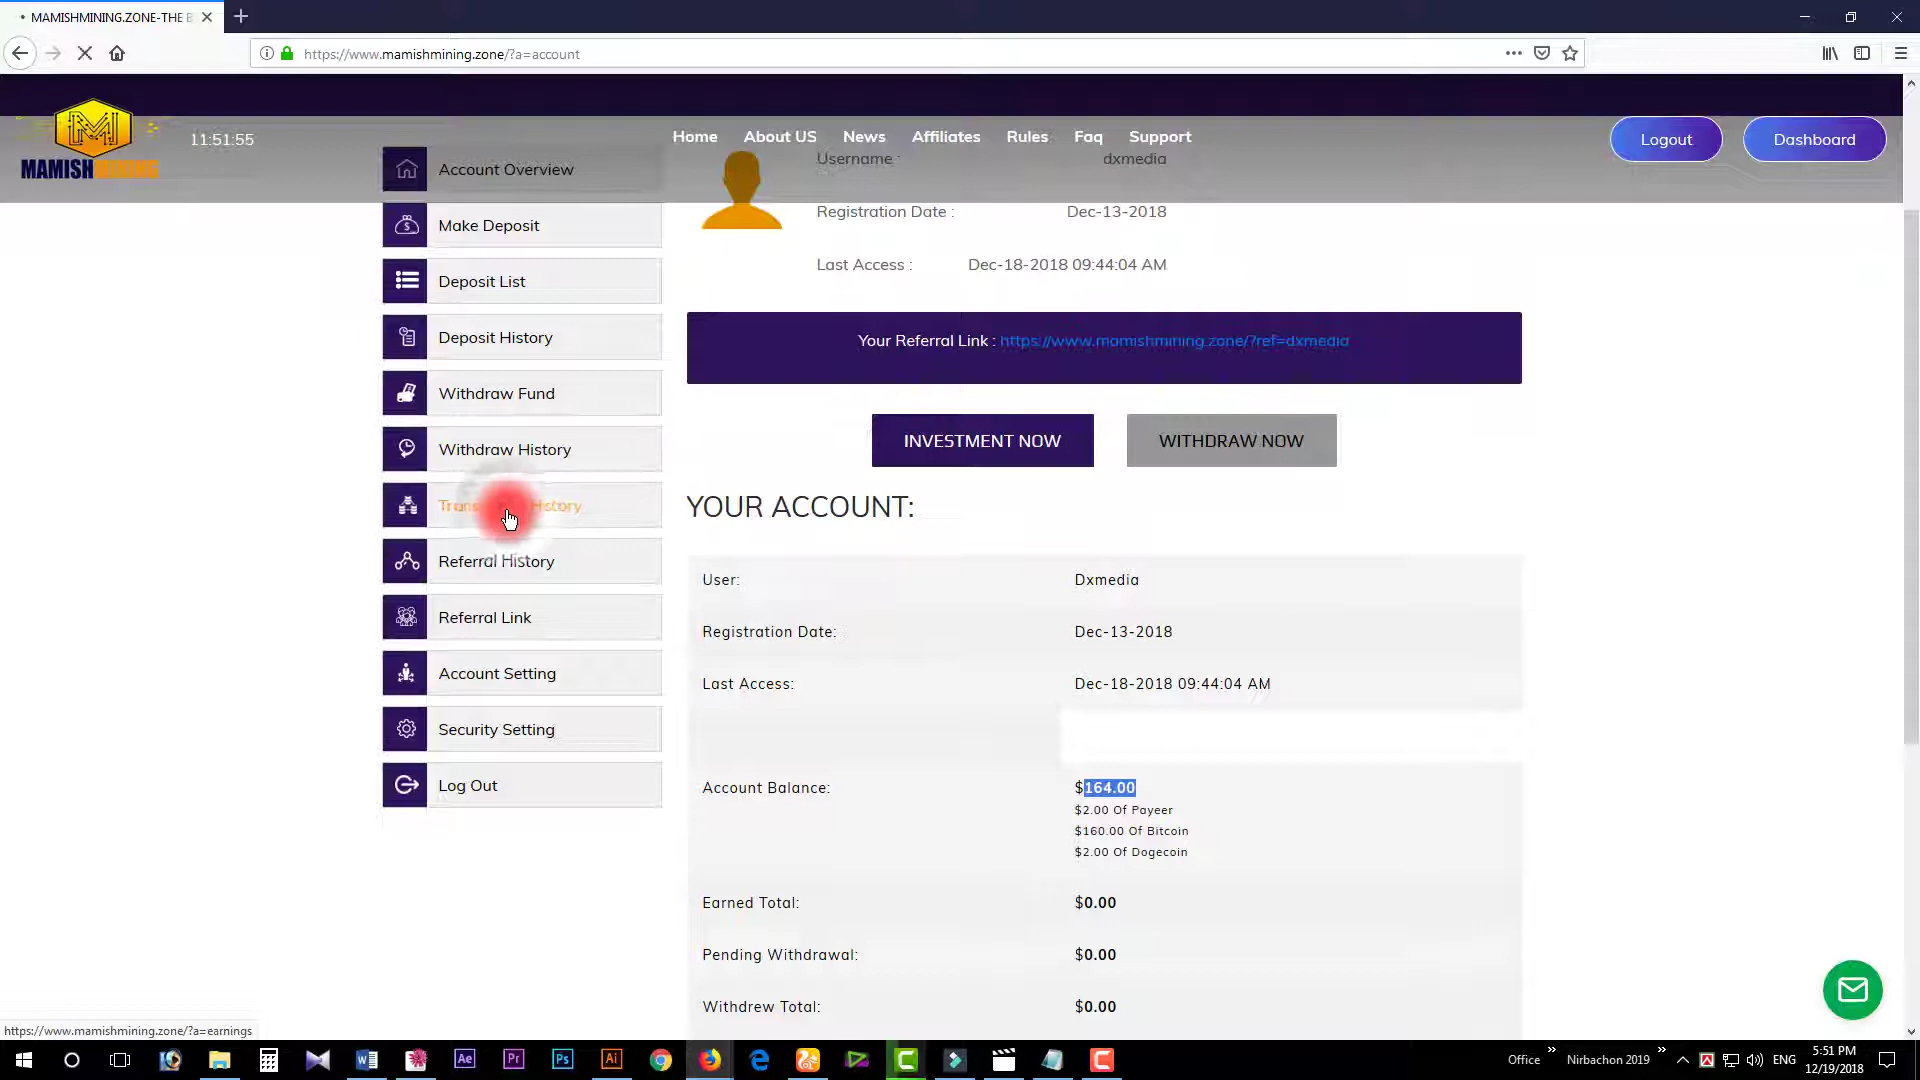 MAMISHMINING.ZONE-THE B
https://www.mamishmining.zone/?a=account
MAMISHMINING
11:51:55
Home About US News Affiliates Rules Faq Support
Logout
Dashboard
Account Overview
Make Deposit
Deposit List
Deposit History
Withdraw Fund
Withdraw History
Trans History
Referral History
Referral Link
Account Setting
Security Setting
Log Out
Username : dxmedia
Registration Date : Dec-13-2018
Last Access : Dec-18-2018 09:44:04 AM
Your Referral Link : https://www.mamishmining.zone/?ref=dxmedia
INVESTMENT NOW
WITHDRAW NOW
YOUR ACCOUNT:
User: Dxmedia
Registration Date: Dec-13-2018
Last Access: Dec-18-2018 09:44:04 AM
Account Balance: $164.00
$2.00 Of Payeer
$160.00 Of Bitcoin
$2.00 Of Dogecoin
Earned Total: $0.00
Pending Withdrawal: $0.00
Withdrew Total: $0.00
https://www.mamishmining.zone/?a=earnings
Ae Pr Ps Ai
Office » Nirbachon 2019 » ENG
5:51 PM
12/19/2018